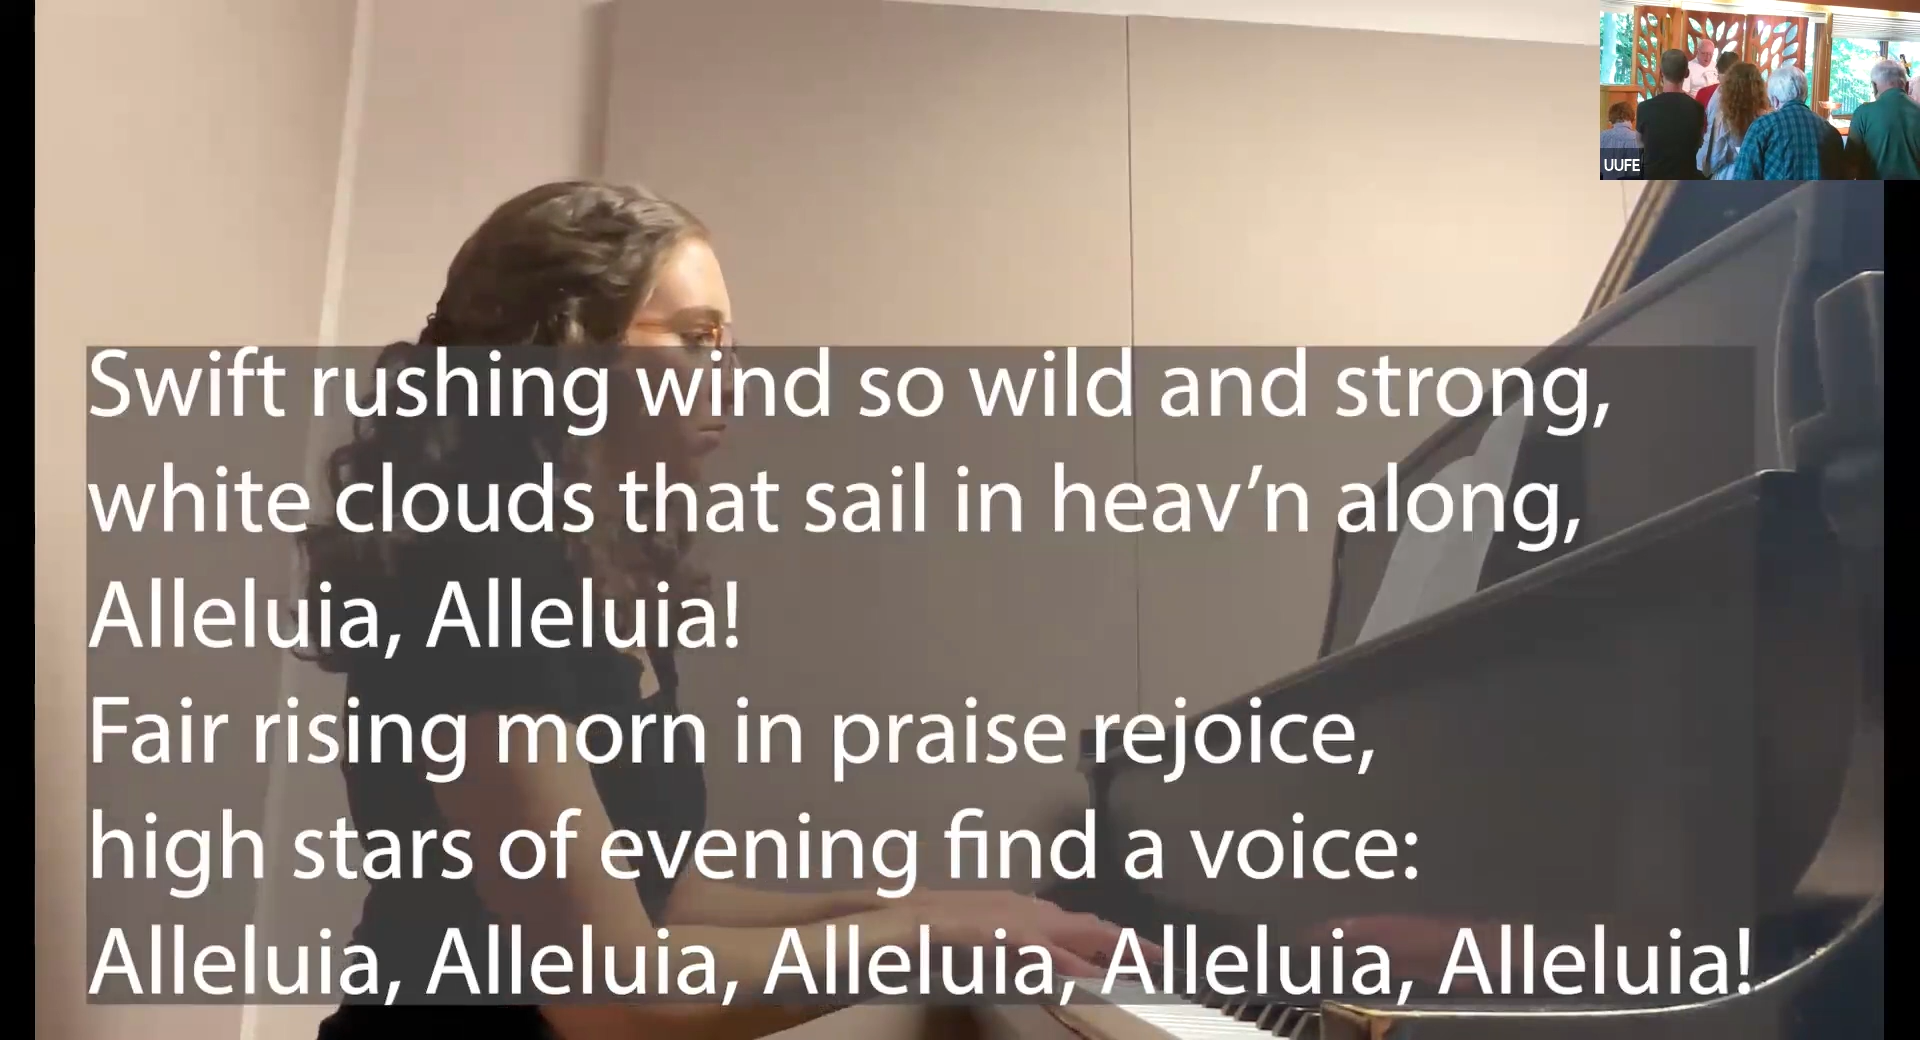 UUFE
Swift rushing wind so wild and strong,
white clouds that sail in heav’n along,
Alleluia, Alleluia!
Fair rising morn in praise rejoice,
high stars of evening find a voice:
Alleluia, Alleluia, Alleluia, Alleluia, Alleluia!